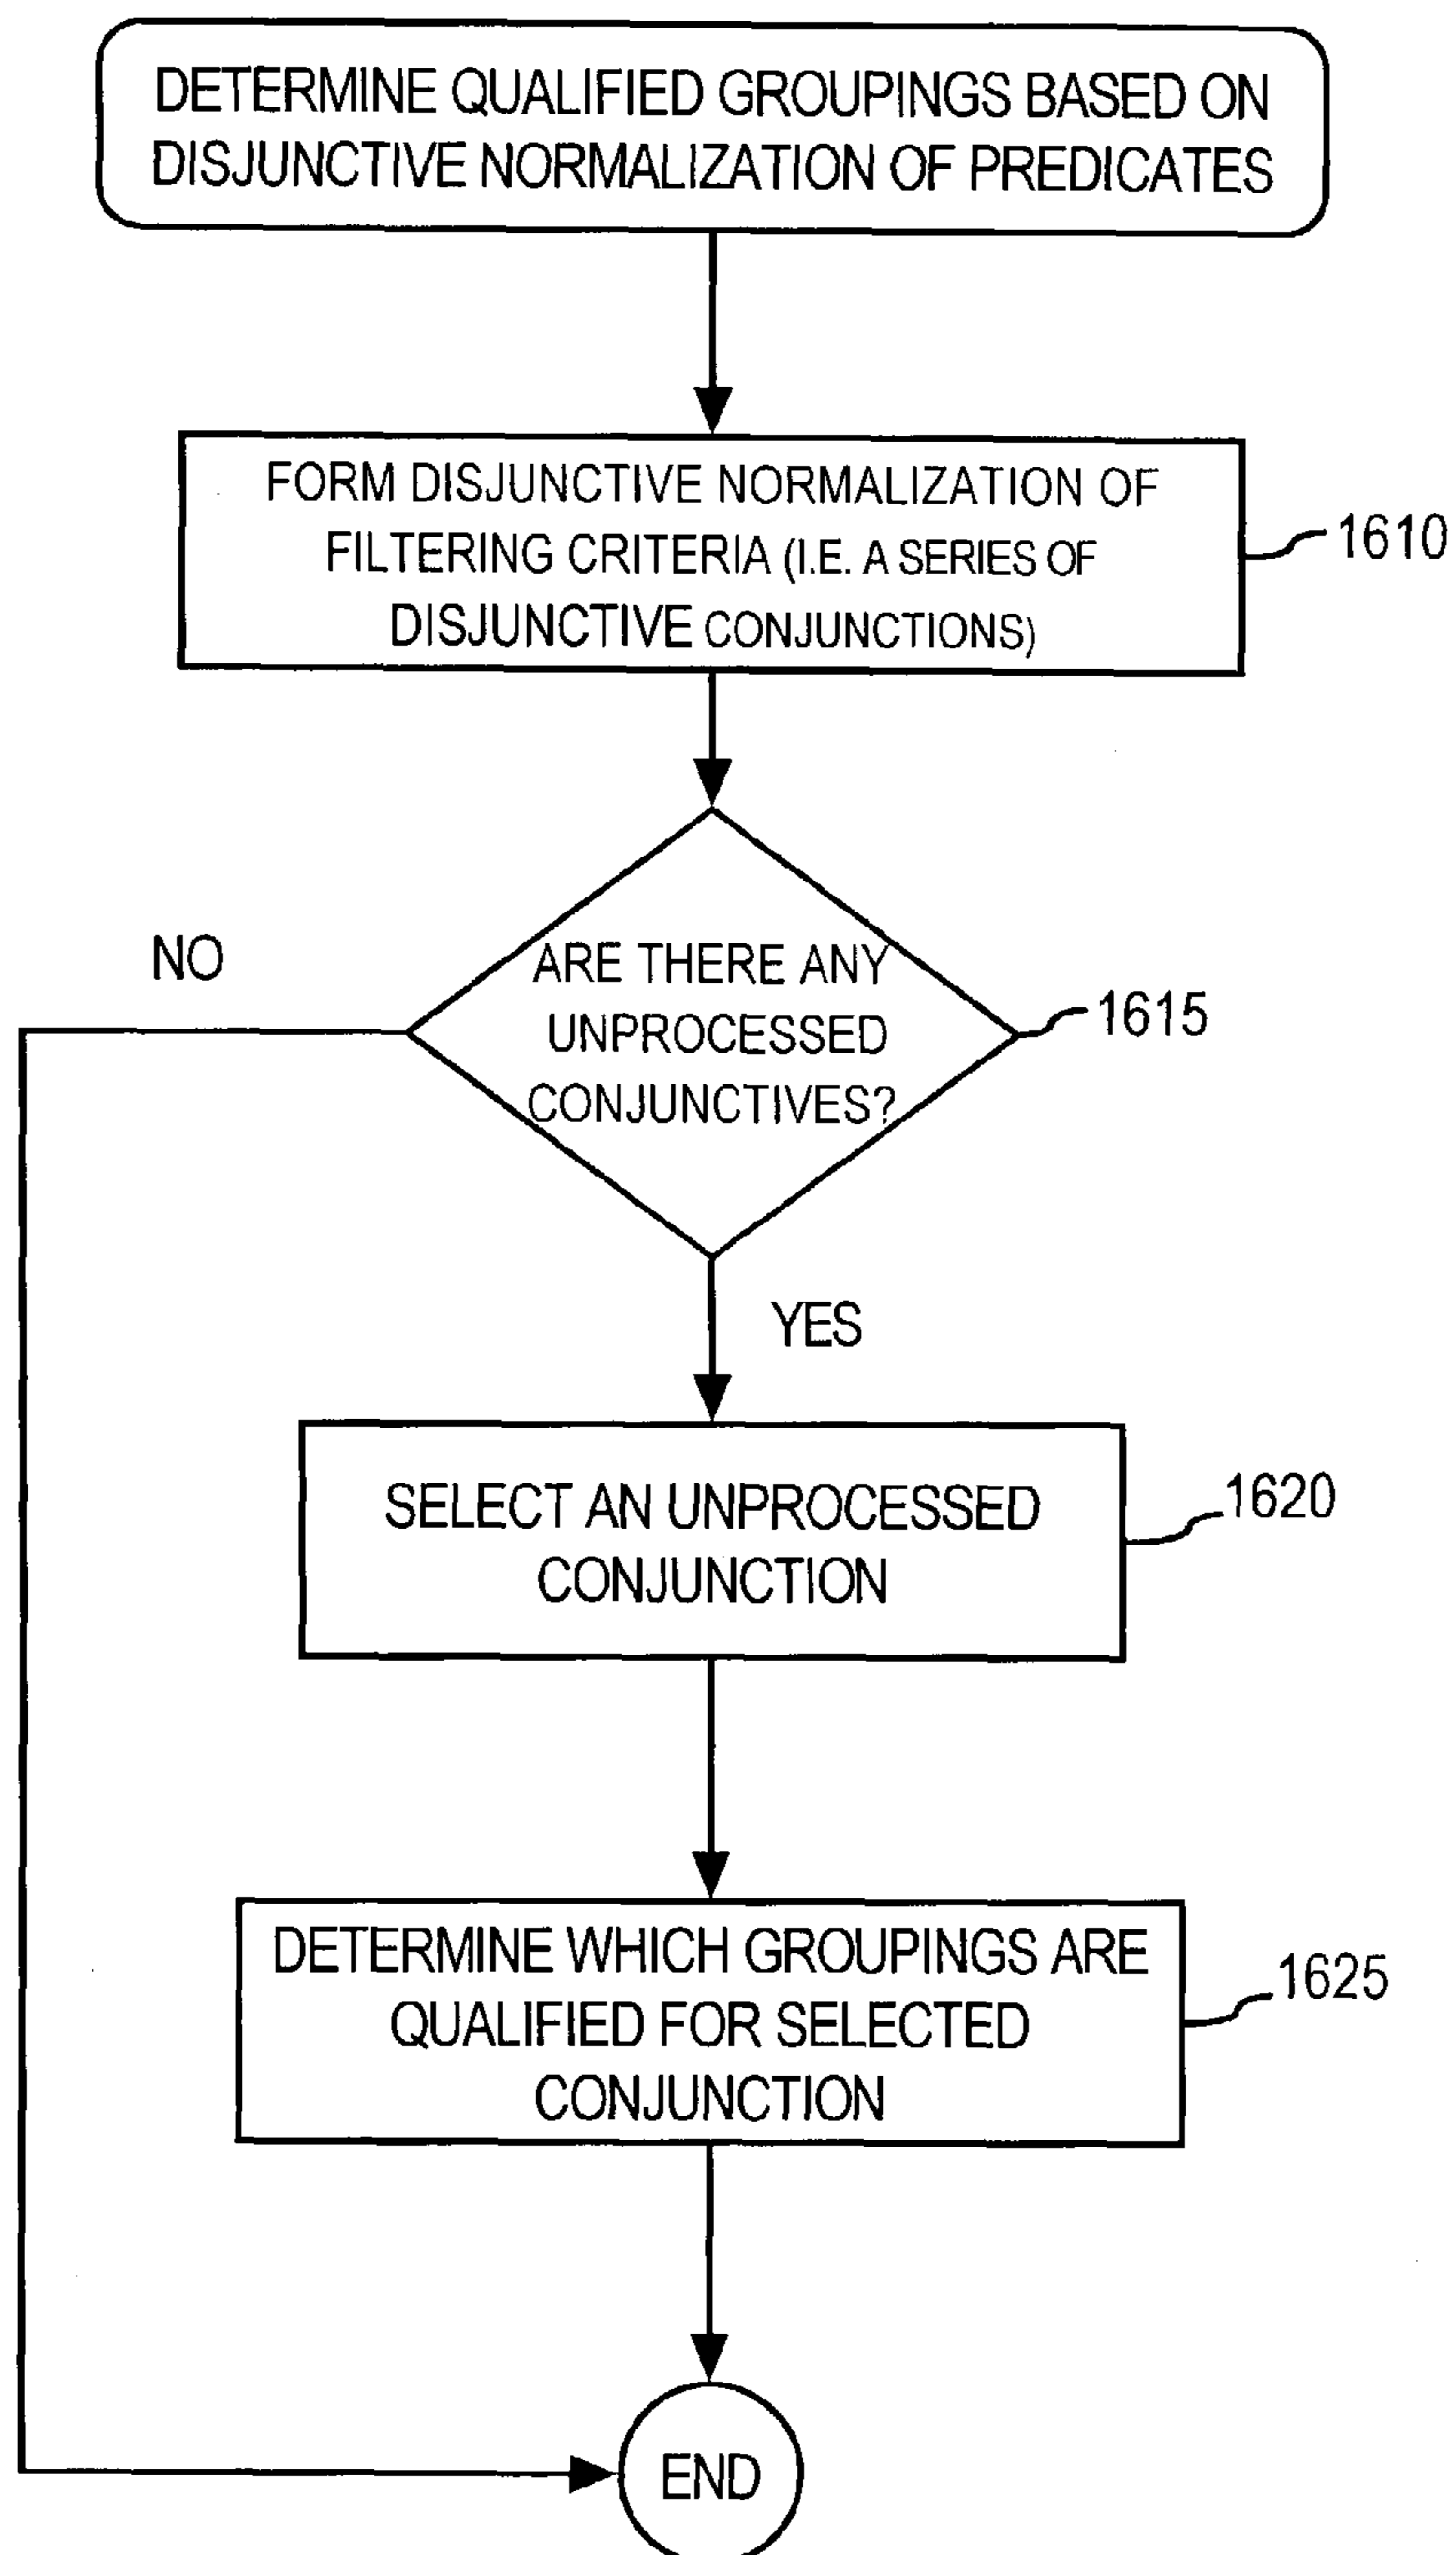 DETERMINE QUALIFIED GROUPINGS BASED ON
DISJUNCTIVE NORMALIZATION OF PREDICATES
FORM DISJUNCTIVE NORMALIZATION OF
FILTERING CRITERIA (I.E. A SERIES OF
DISJUNCTIVE CONJUNCTIONS)
1610
NO
ARE THERE ANY
UNPROCESSED
CONJUNCTIVES?
1615
YES
SELECT AN UNPROCESSED
CONJUNCTION
1620
DETERMINE WHICH GROUPINGS ARE
QUALIFIED FOR SELECTED
CONJUNCTION
1625
END